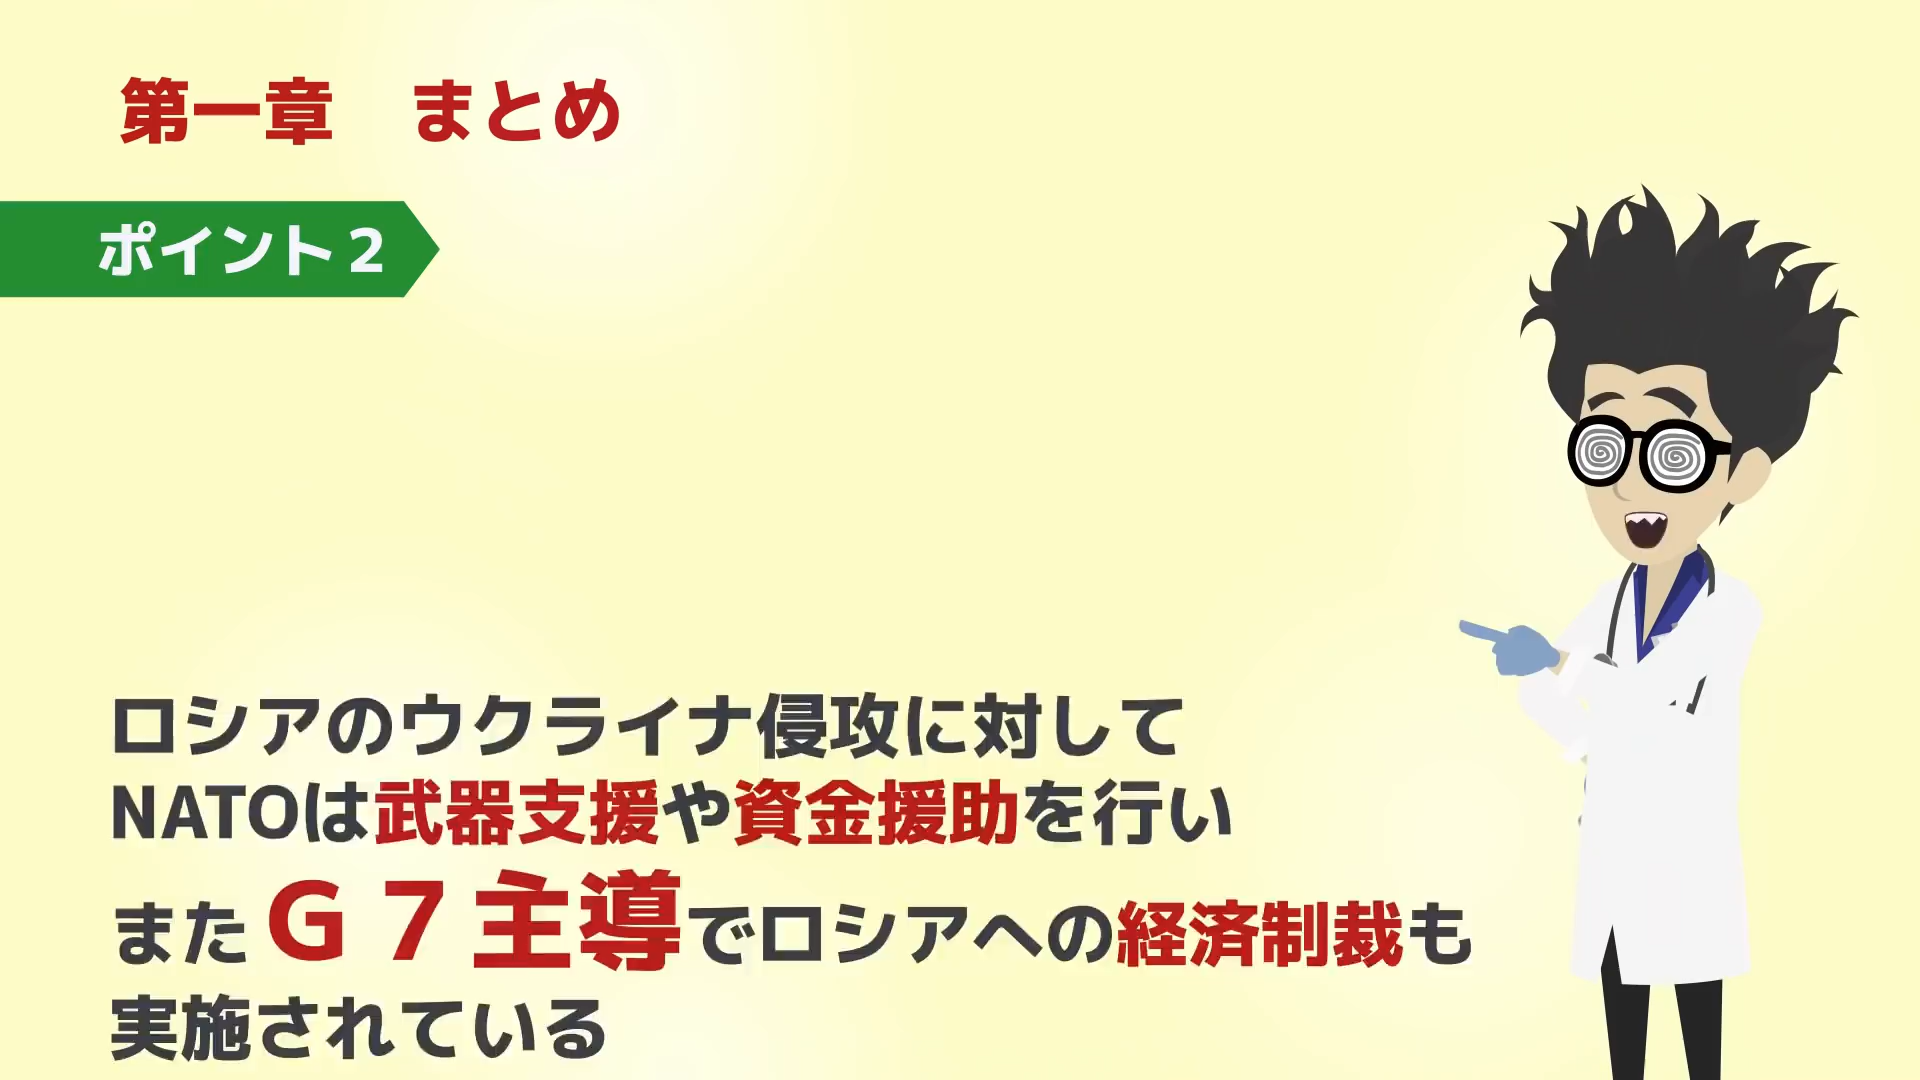 第一章　まとめ
ポイント２
ロシアのウクライナ侵攻に対して
NATOは武器支援や資金援助を行い
またＧ７主導でロシアへの経済制裁も
実施されている